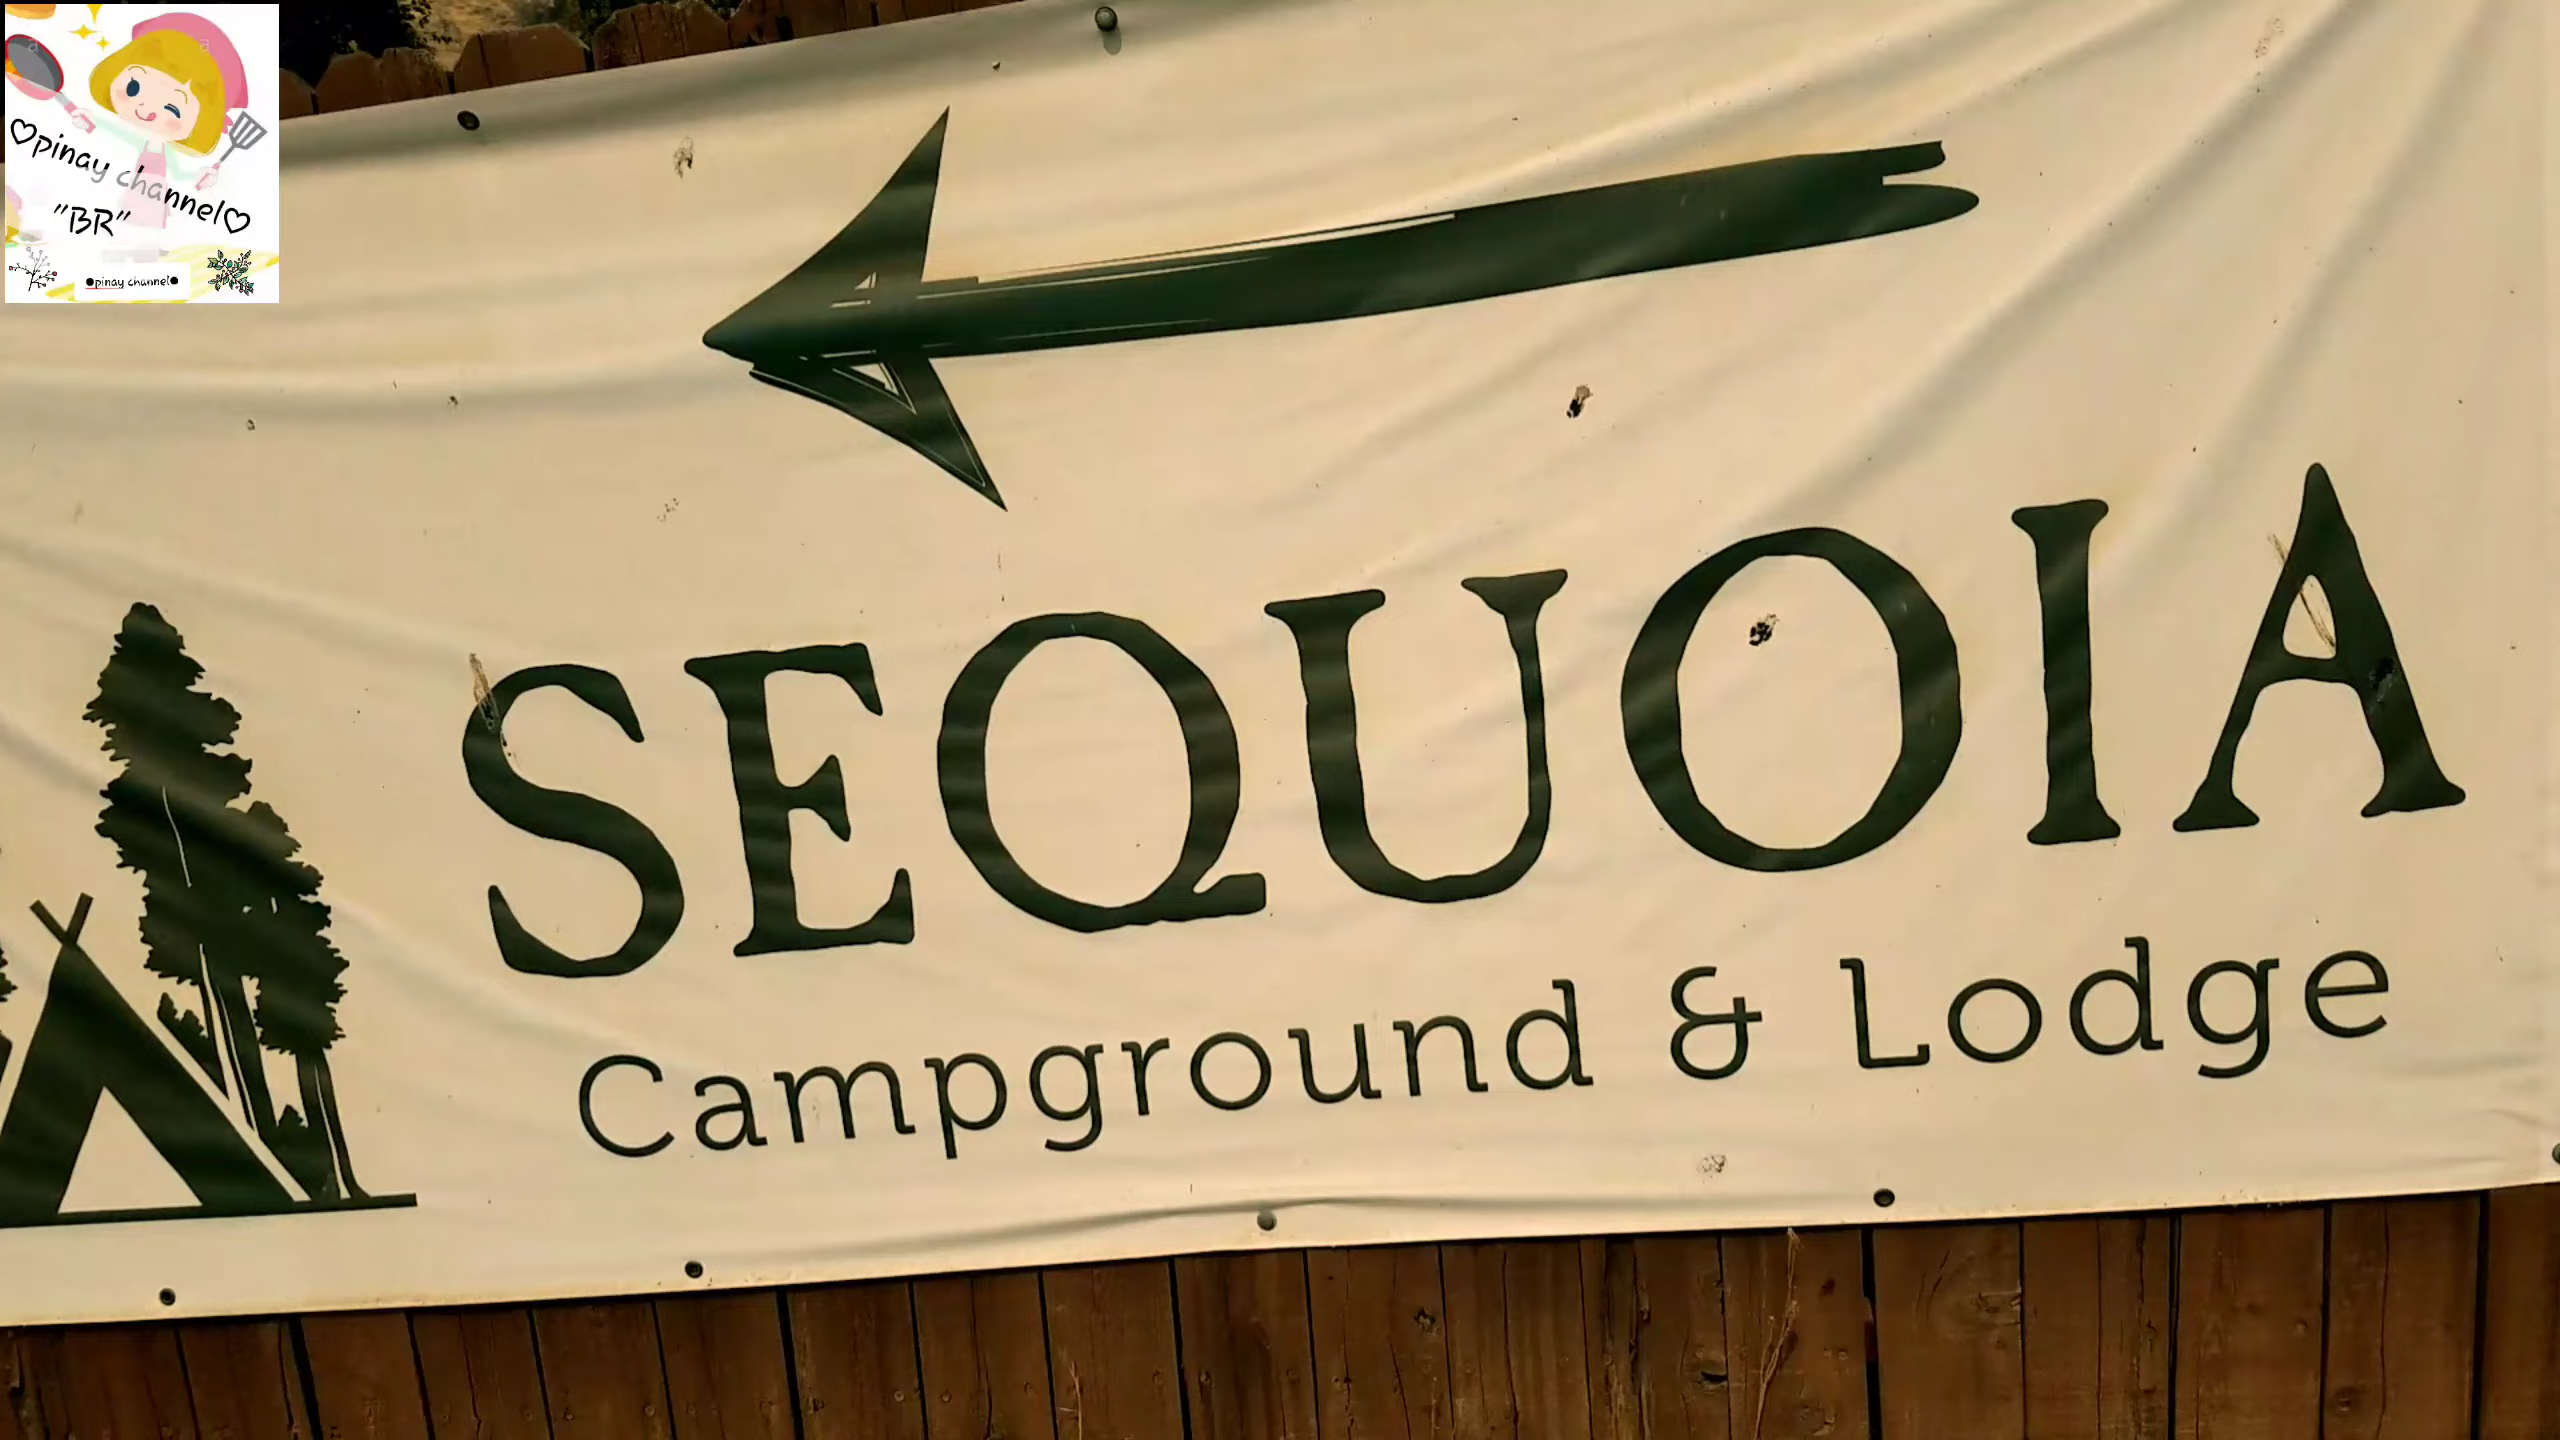 ♡pinay channel♡
"BR"
●pinay channel●
SEQUOIA
Campground & Lodge